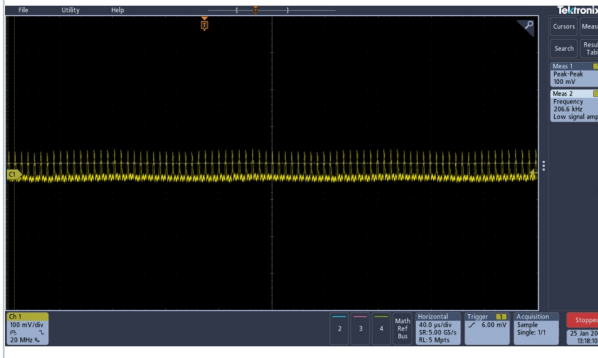 File Utility Help
Tektronix
T
Cursors
Search
Meas 1 1
Peak-Peak
100 mV
Meas 2
Frequency
206.6 kHz
Low signal amp
C1
Ch 1
100 mV/div
20 MHz
2
3
4
Math
Ref
Bus
Horizontal
40.0 µs/div
SR: 5.00 GS/s
RL: 5 Mpts
Trigger 1
6.00 mV
Acquisition
Sample
Single: 1/1
Stopped
25 Jan 20
13:18:10